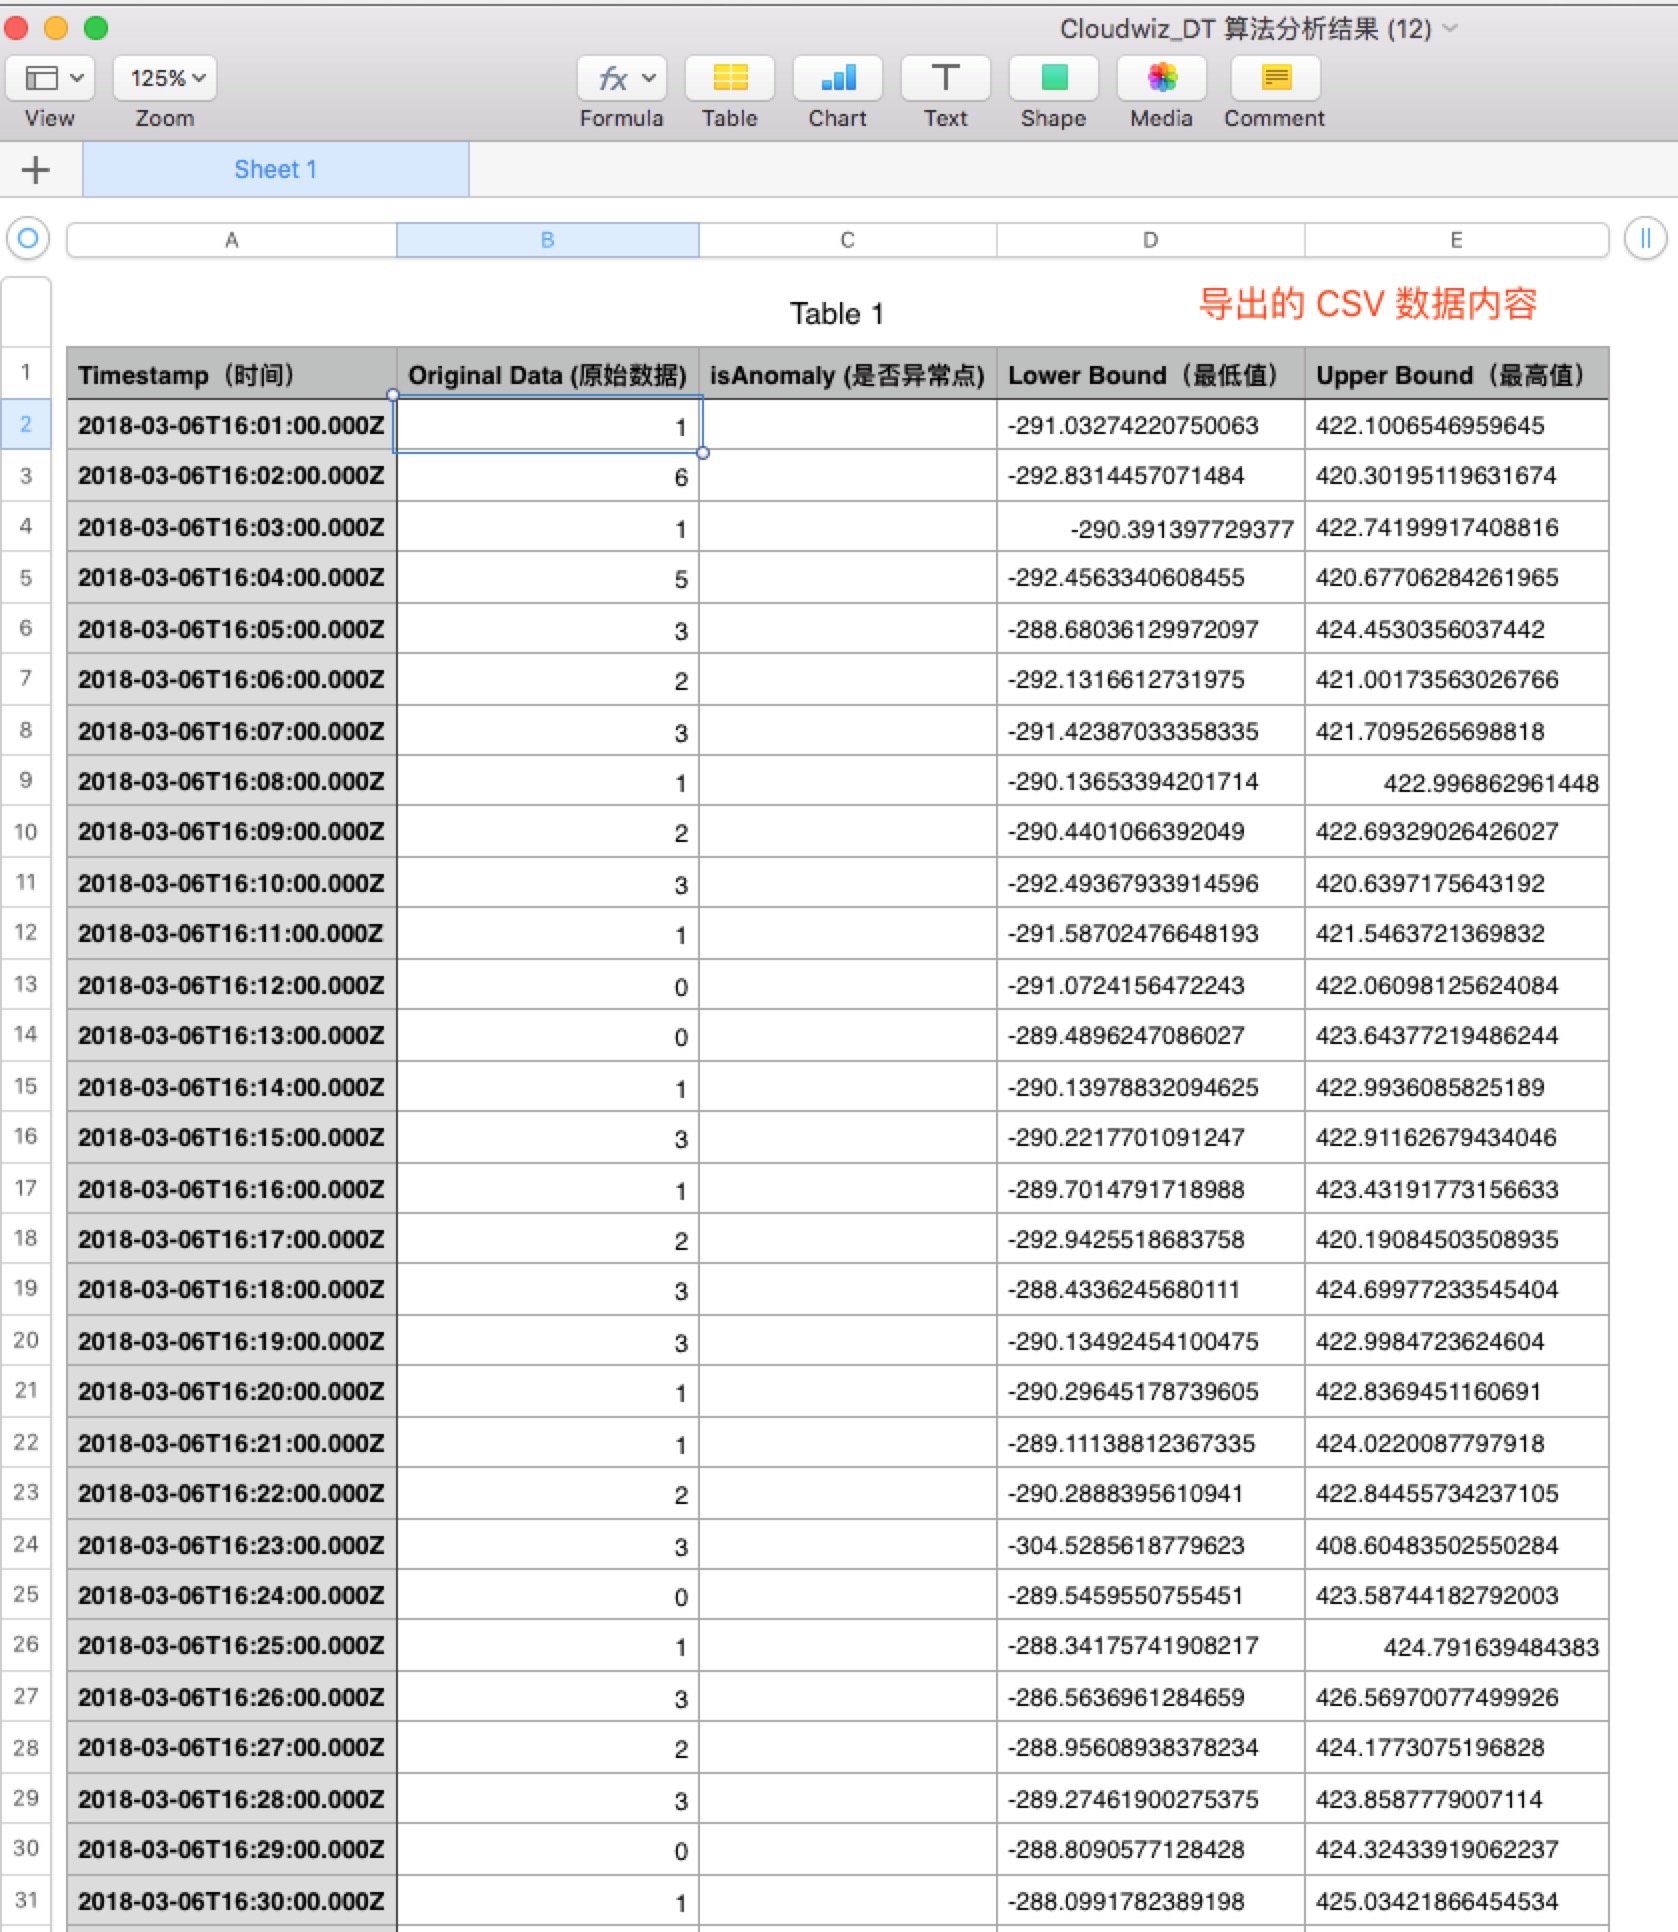 Cloudwiz_DT 算法分析结果 (12)
125%
View Zoom Formula Table Chart Text Shape Media Comment
Sheet 1
A B C D E
Table 1
导出的 CSV 数据内容
1 Timestamp（时间） Original Data (原始数据) isAnomaly (是否异常点) Lower Bound（最低值） Upper Bound（最高值）
2 2018-03-06T16:01:00.000Z 1 -291.03274220750063 422.1006546959645
3 2018-03-06T16:02:00.000Z 6 -292.8314457071484 420.30195119631674
4 2018-03-06T16:03:00.000Z 1 -290.391397729377 422.74199917408816
5 2018-03-06T16:04:00.000Z 5 -292.4563340608455 420.67706284261965
6 2018-03-06T16:05:00.000Z 3 -288.68036129972097 424.4530356037442
7 2018-03-06T16:06:00.000Z 2 -292.1316612731975 421.00173563026766
8 2018-03-06T16:07:00.000Z 3 -291.42387033358335 421.7095265698818
9 2018-03-06T16:08:00.000Z 1 -290.13653394201714 422.996862961448
10 2018-03-06T16:09:00.000Z 2 -290.4401066392049 422.69329026426027
11 2018-03-06T16:10:00.000Z 3 -292.49367933914596 420.6397175643192
12 2018-03-06T16:11:00.000Z 1 -291.58702476648193 421.5463721369832
13 2018-03-06T16:12:00.000Z 0 -291.0724156472243 422.06098125624084
14 2018-03-06T16:13:00.000Z 0 -289.4896247086027 423.64377219486244
15 2018-03-06T16:14:00.000Z 1 -290.13978832094625 422.9936085825189
16 2018-03-06T16:15:00.000Z 3 -290.2217701091247 422.91162679434046
17 2018-03-06T16:16:00.000Z 1 -289.7014791718988 423.43191773156633
18 2018-03-06T16:17:00.000Z 2 -292.9425518683758 420.19084503508935
19 2018-03-06T16:18:00.000Z 3 -288.4336245680111 424.69977233545404
20 2018-03-06T16:19:00.000Z 3 -290.13492454100475 422.9984723624604
21 2018-03-06T16:20:00.000Z 1 -290.29645178739605 422.8369451160691
22 2018-03-06T16:21:00.000Z 1 -289.11138812367335 424.0220087797918
23 2018-03-06T16:22:00.000Z 2 -290.2888395610941 422.84455734237105
24 2018-03-06T16:23:00.000Z 3 -304.5285618779623 408.60483502550284
25 2018-03-06T16:24:00.000Z 0 -289.5459550755451 423.58744182792003
26 2018-03-06T16:25:00.000Z 1 -288.34175741908217 424.791639484383
27 2018-03-06T16:26:00.000Z 3 -286.5636961284659 426.56970077499926
28 2018-03-06T16:27:00.000Z 2 -288.95608938378234 424.1773075196828
29 2018-03-06T16:28:00.000Z 3 -289.27461900275375 423.8587779007114
30 2018-03-06T16:29:00.000Z 0 -288.8090577128428 424.32433919062237
31 2018-03-06T16:30:00.000Z 1 -288.0991782389198 425.03421866454534